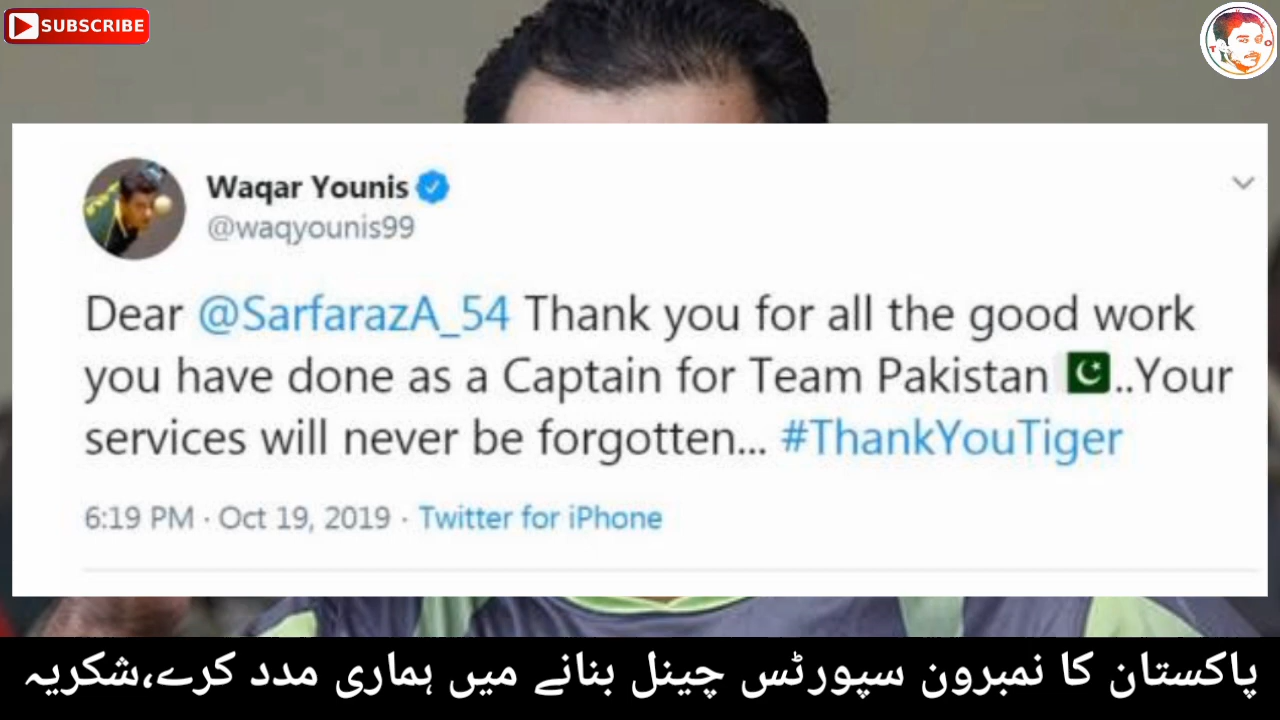 SUBSCRIBE
T O
Waqar Younis
@waqyounis99
Dear @SarfarazA_54 Thank you for all the good work
you have done as a Captain for Team Pakistan 🇵🇰..Your
services will never be forgotten... #ThankYouTiger
6:19 PM · Oct 19, 2019 · Twitter for iPhone
پاکستان کا نمبرون سپورٹس چینل بنانے میں ہماری مدد کرے،شکریہ